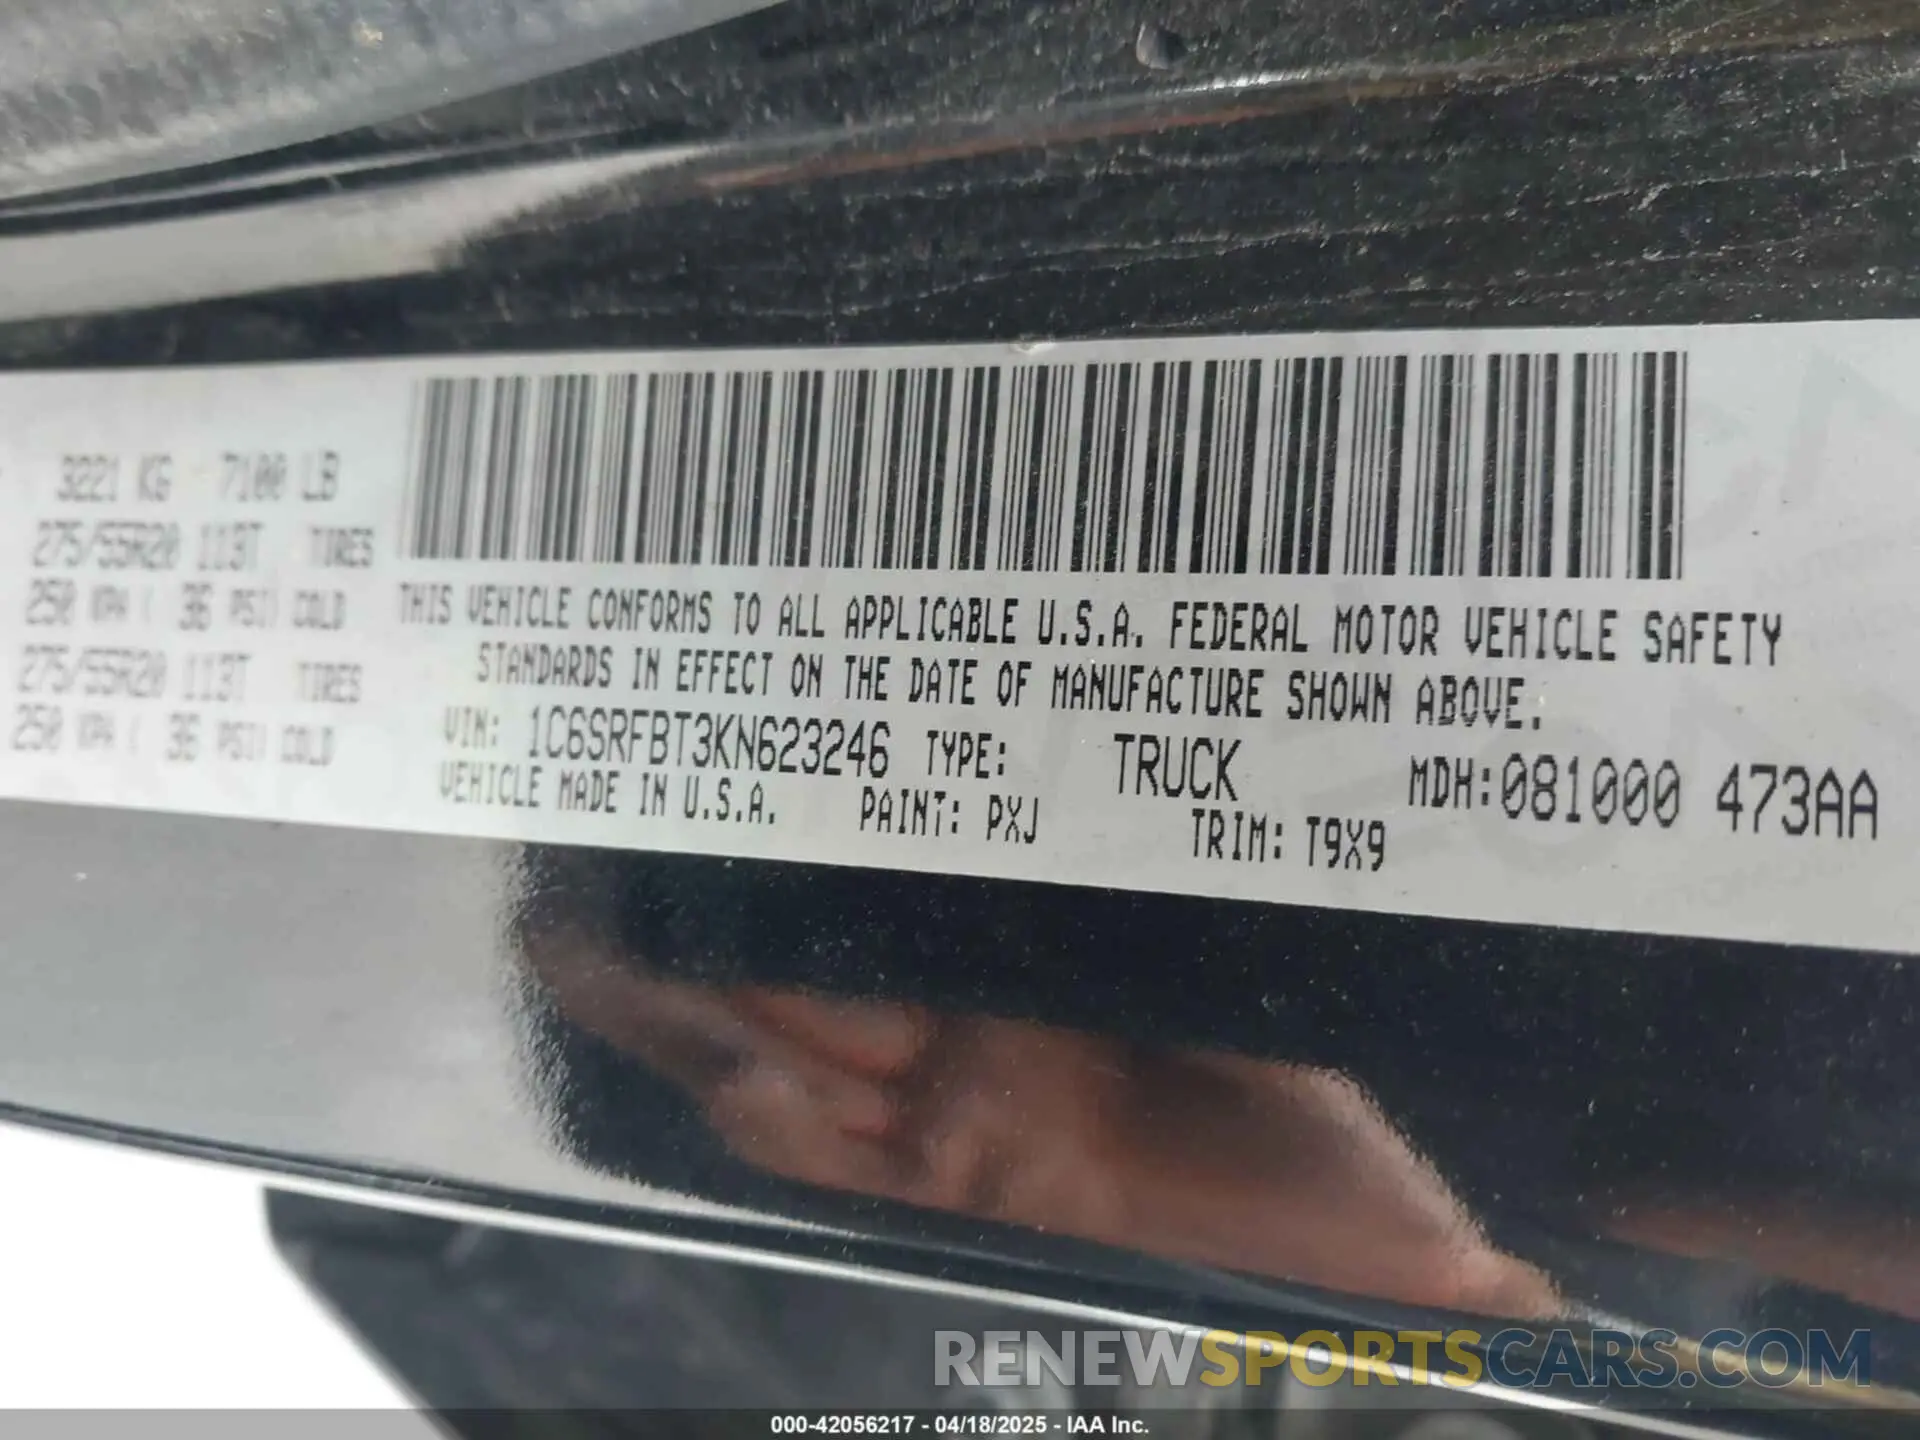 3221 KG 7100 LB
275/55R20 113T TIRES
250 KPA ( 36 PSI) COLD
275/55R20 113T TIRES
250 KPA ( 36 PSI) COLD
THIS VEHICLE CONFORMS TO ALL APPLICABLE U.S.A. FEDERAL MOTOR VEHICLE SAFETY
STANDARDS IN EFFECT ON THE DATE OF MANUFACTURE SHOWN ABOVE.
VIN: 1C6SRFBT3KN623246 TYPE: TRUCK MDH:081000 473AA
VEHICLE MADE IN U.S.A. PAINT: PXJ TRIM: T9X9
RENEWSPORTSCARS.COM
000-42056217 - 04/18/2025 - IAA Inc.